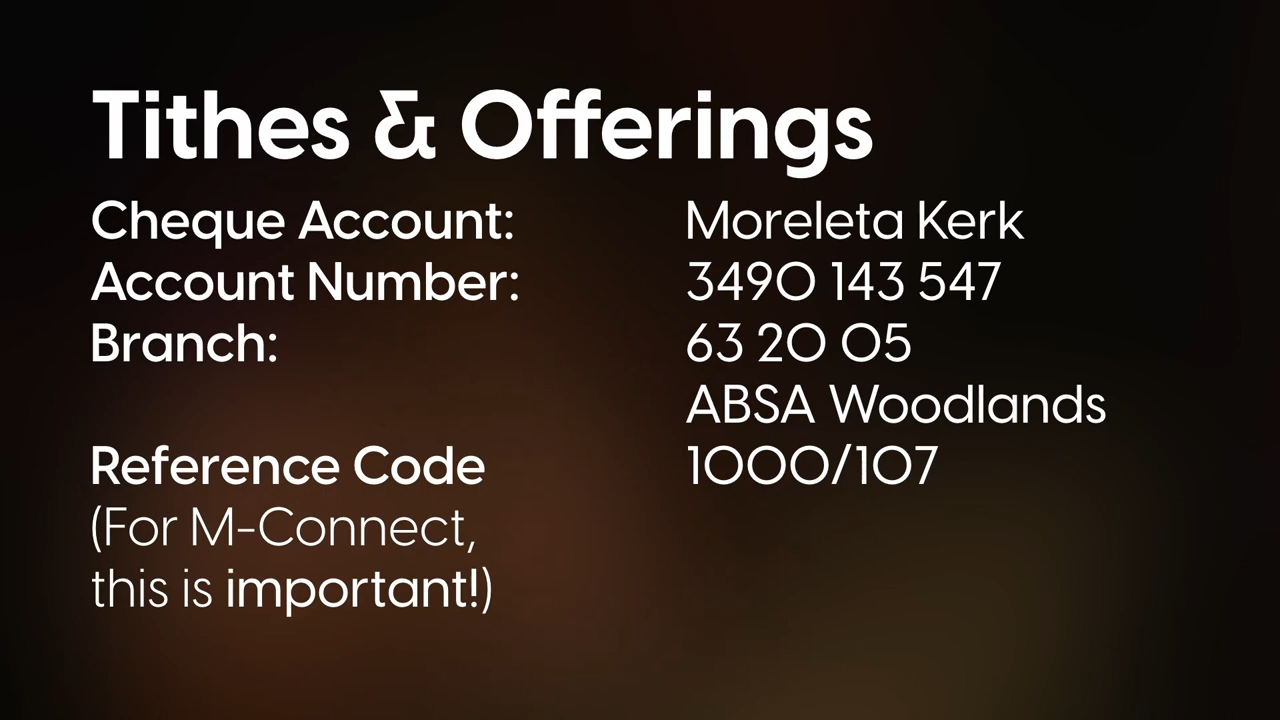 Tithes & Offerings
Cheque Account: Moreleta Kerk
Account Number: 3490 143 547
Branch: 63 20 05
ABSA Woodlands
Reference Code 1000/107
(For M-Connect,
this is important!)